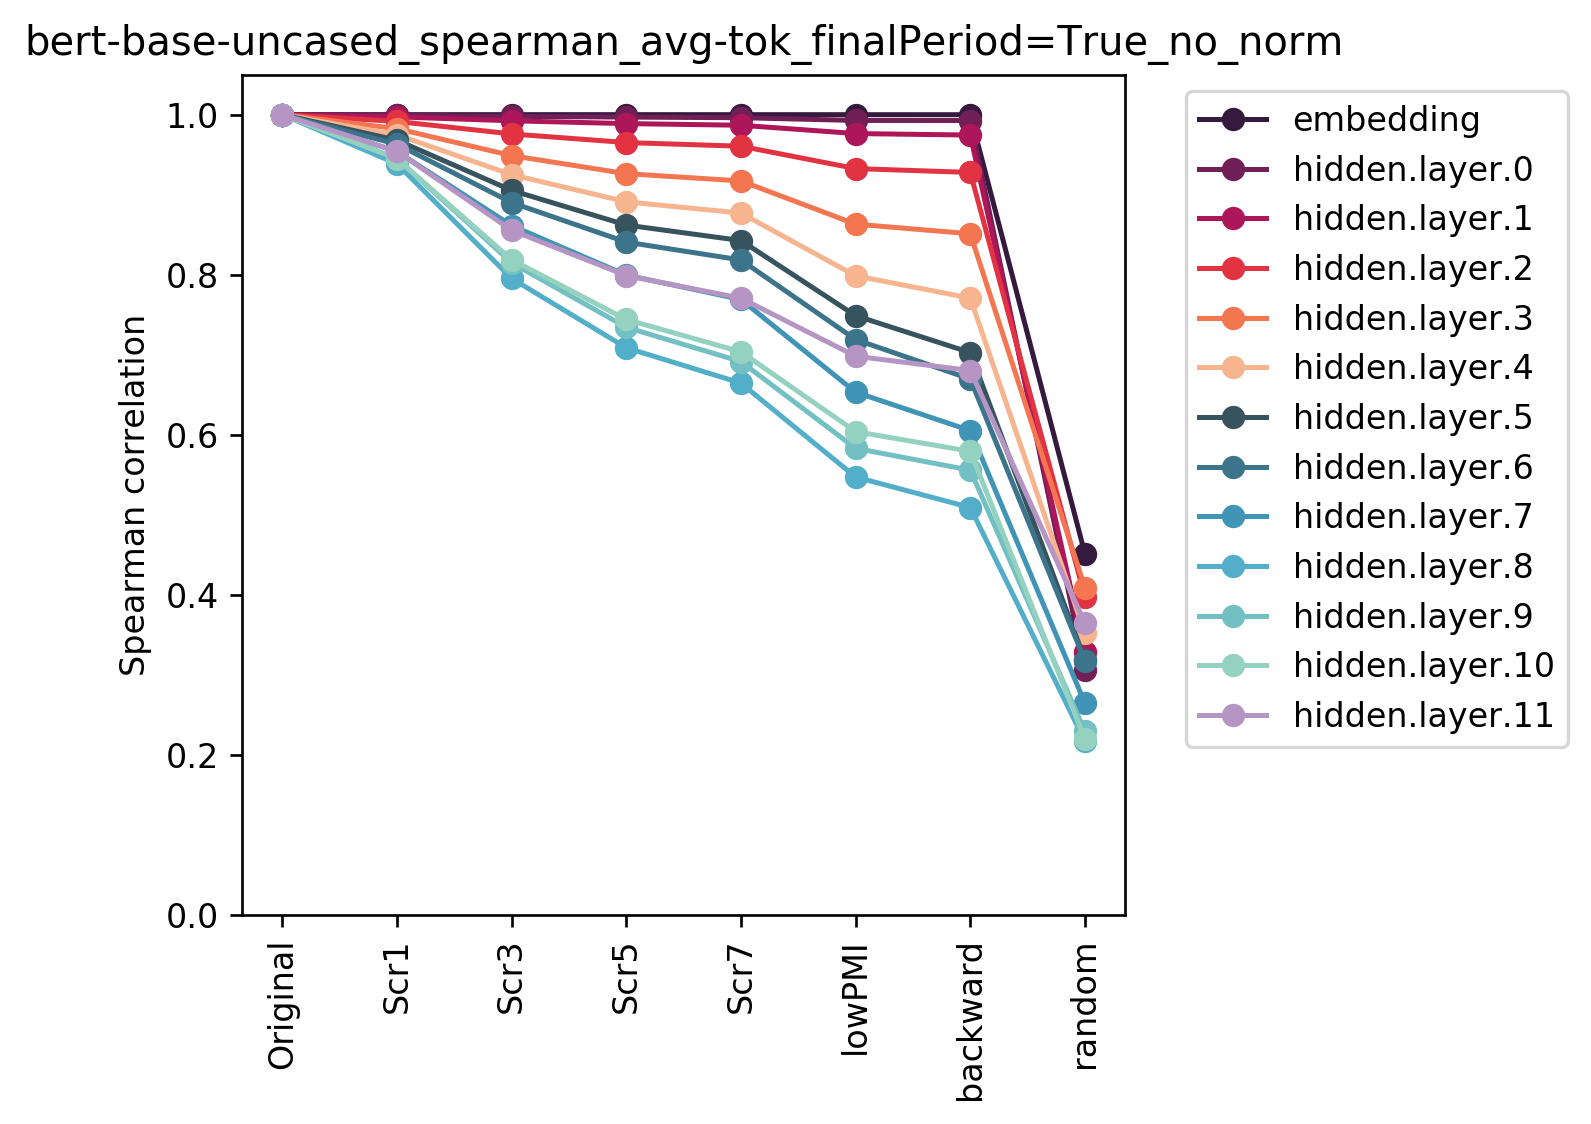 bert-base-uncased_spearman_avg-tok_finalPeriod=True_no_norm
Spearman correlation
1.0
0.8
0.6
0.4
0.2
0.0
Original
Scr1
Scr3
Scr5
Scr7
lowPMI
backward
random
embedding
hidden.layer.0
hidden.layer.1
hidden.layer.2
hidden.layer.3
hidden.layer.4
hidden.layer.5
hidden.layer.6
hidden.layer.7
hidden.layer.8
hidden.layer.9
hidden.layer.10
hidden.layer.11